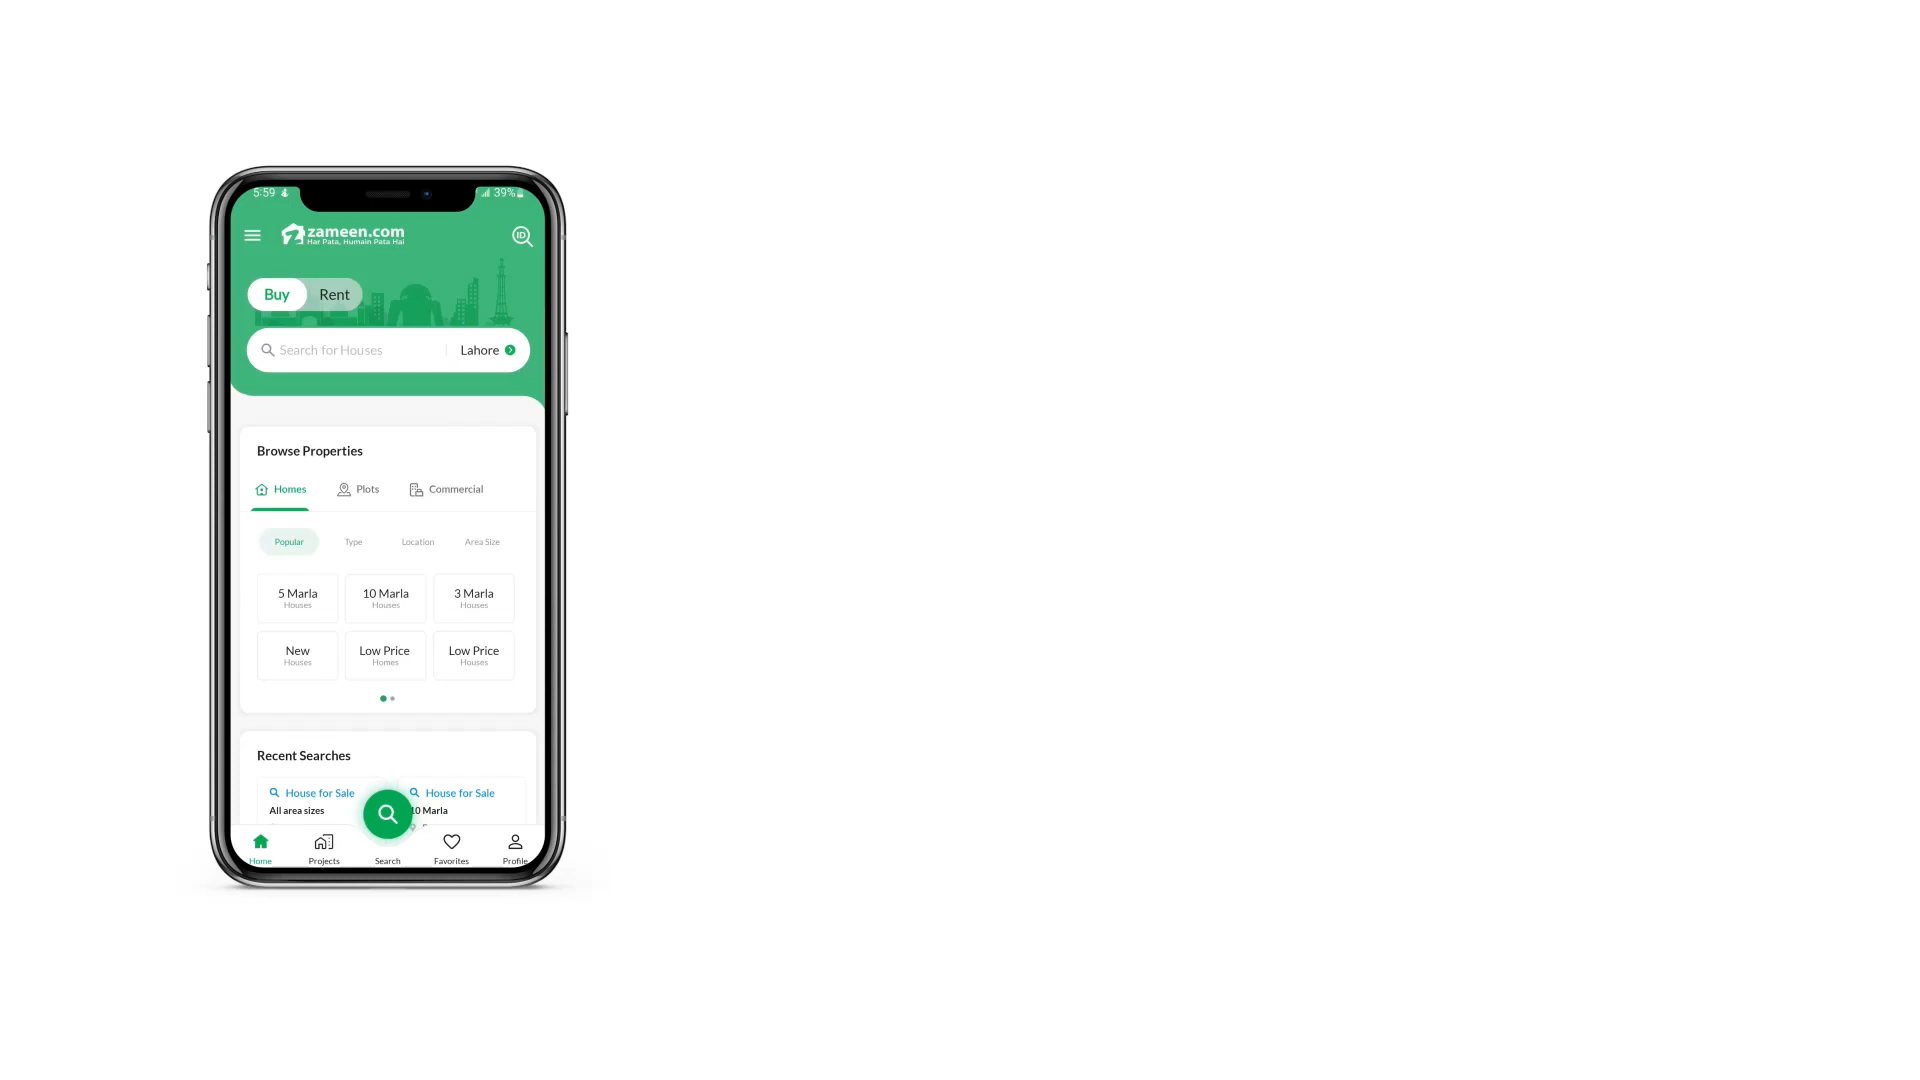 5:59
39%
zameen.com
Har Pata, Humain Pata Hai
ID
Buy Rent
Search for Houses Lahore
Browse Properties
Homes Plots Commercial
Popular Type Location Area Size
5 Marla 10 Marla 3 Marla
Houses Houses Houses
New Low Price Low Price
Houses Homes Houses
Recent Searches
House for Sale House for Sale
All area sizes 10 Marla
Home Projects Search Favorites Profile